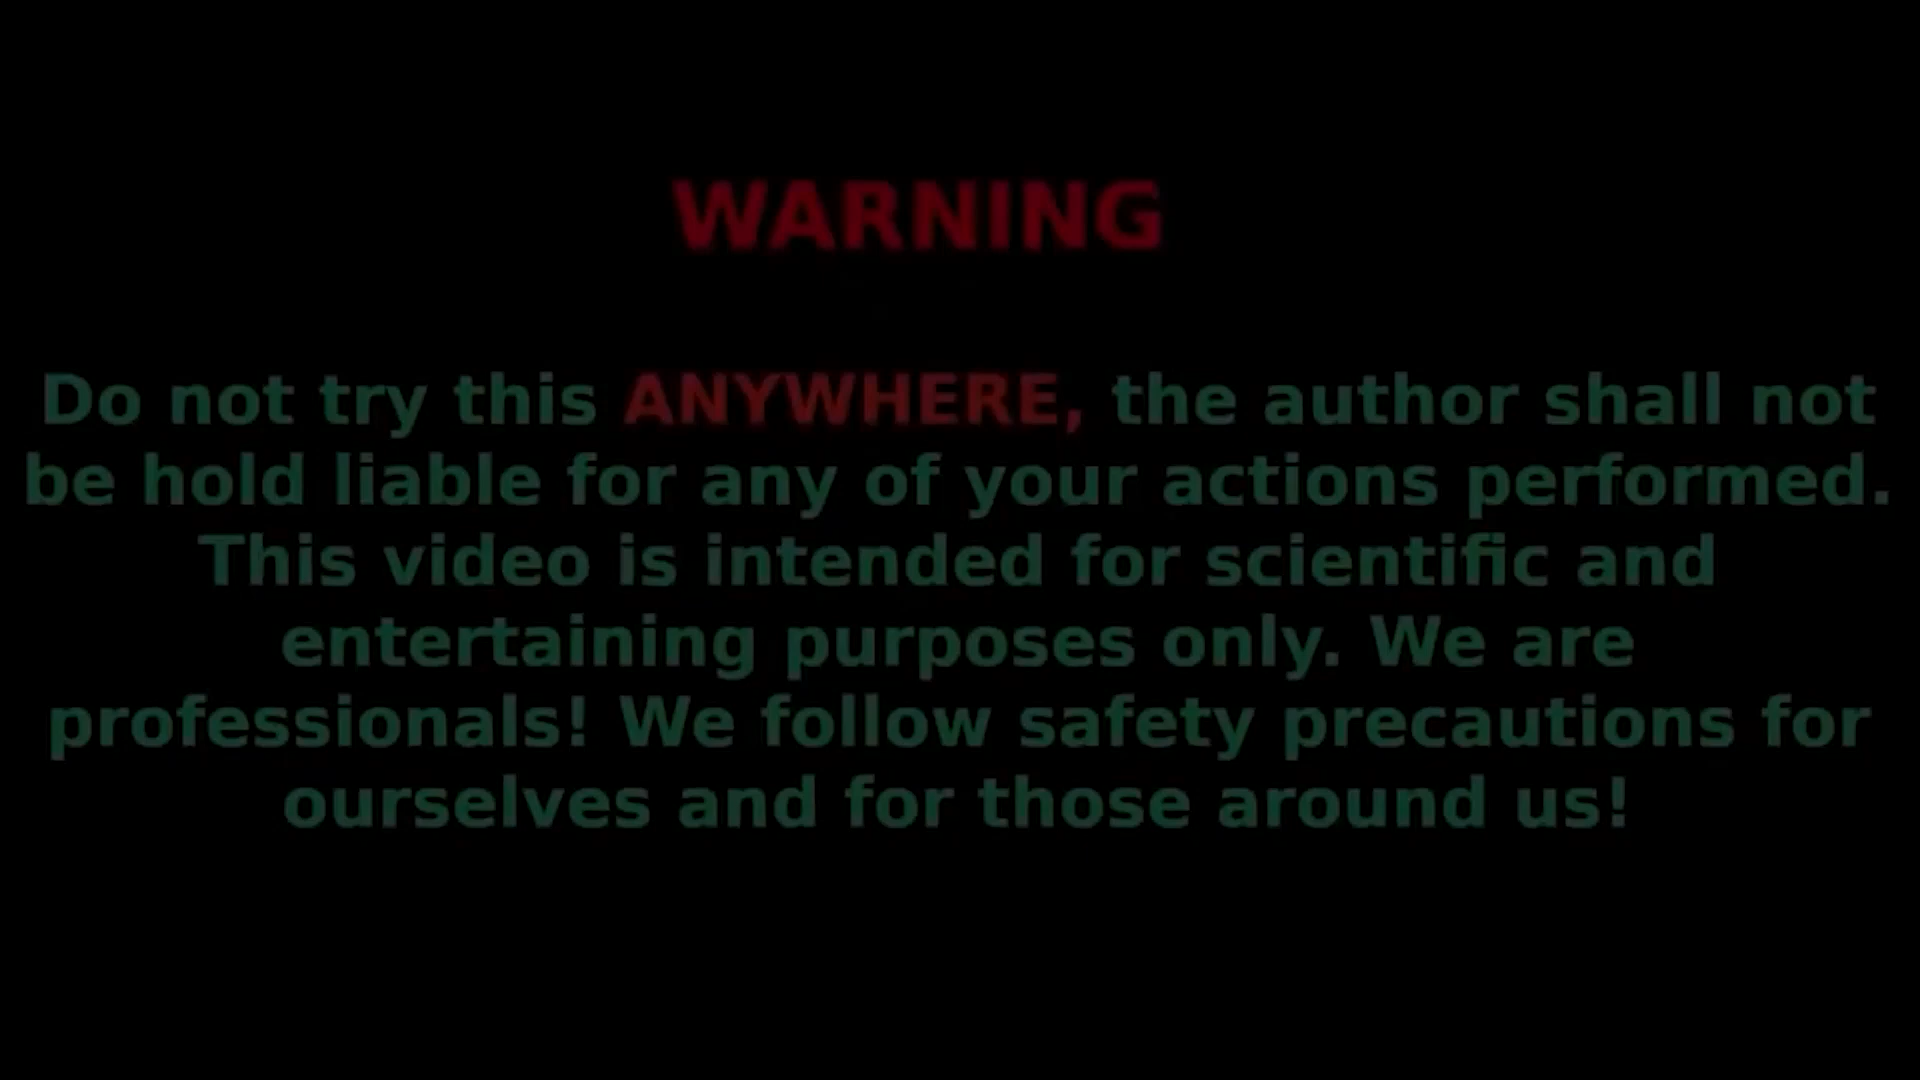 WARNING
Do not try this ANYWHERE, the author shall not
be hold liable for any of your actions performed.
This video is intended for scientific and
entertaining purposes only. We are
professionals! We follow safety precautions for
ourselves and for those around us!